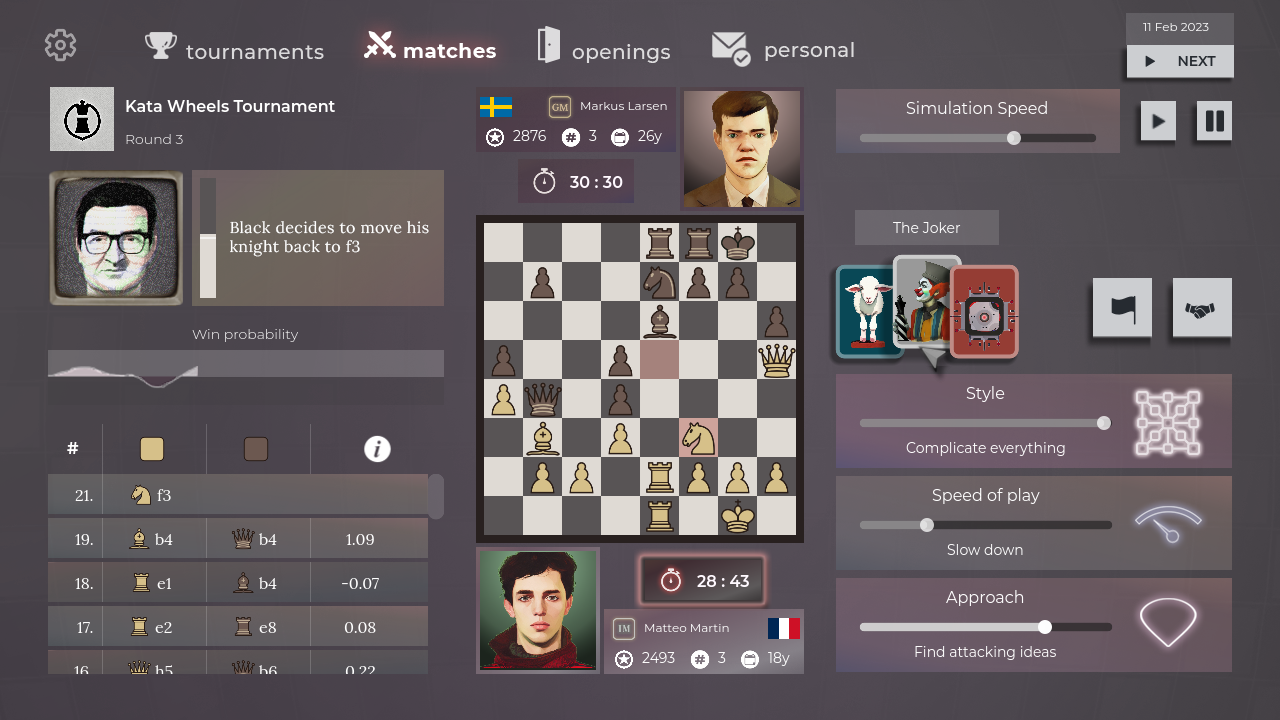 tournaments
matches
openings
personal
11 Feb 2023
NEXT
Kata Wheels Tournament
Round 3
Black decides to move his
knight back to f3
Win probability
#
i
21. f3
19. b4 b4 1.09
18. e1 b4 -0.07
17. e2 e8 0.08
16. h5 b6 0.22
GM Markus Larsen
2876 # 3 26y
30 : 30
28 : 43
IM Matteo Martin
2493 # 3 18y
Simulation Speed
The Joker
Style
Complicate everything
Speed of play
Slow down
Approach
Find attacking ideas